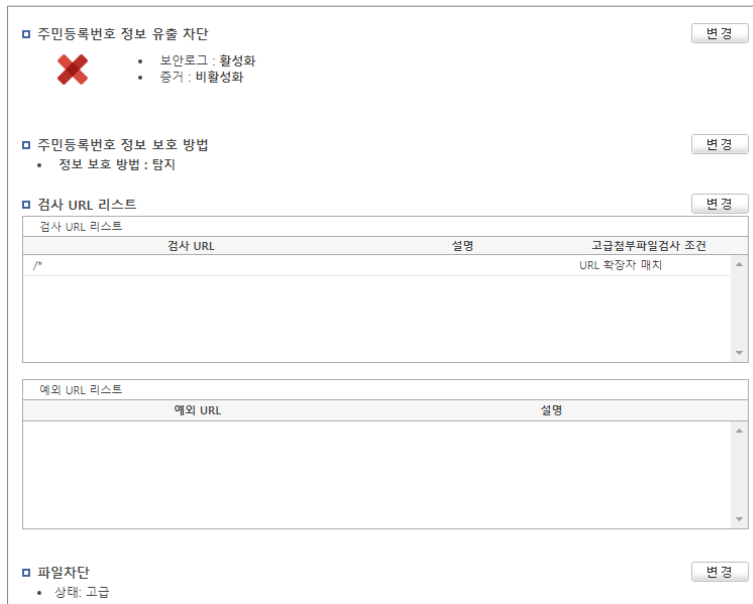 주민등록번호 정보 유출 차단
변경
보안로그 : 활성화
증거 : 비활성화
주민등록번호 정보 보호 방법
변경
정보 보호 방법 : 탐지
검사 URL 리스트
변경
검사 URL 리스트
검사 URL 설명 고급첨부파일검사 조건
/* URL 확장자 매치
예외 URL 리스트
예외 URL 설명
파일차단
변경
상태: 고급